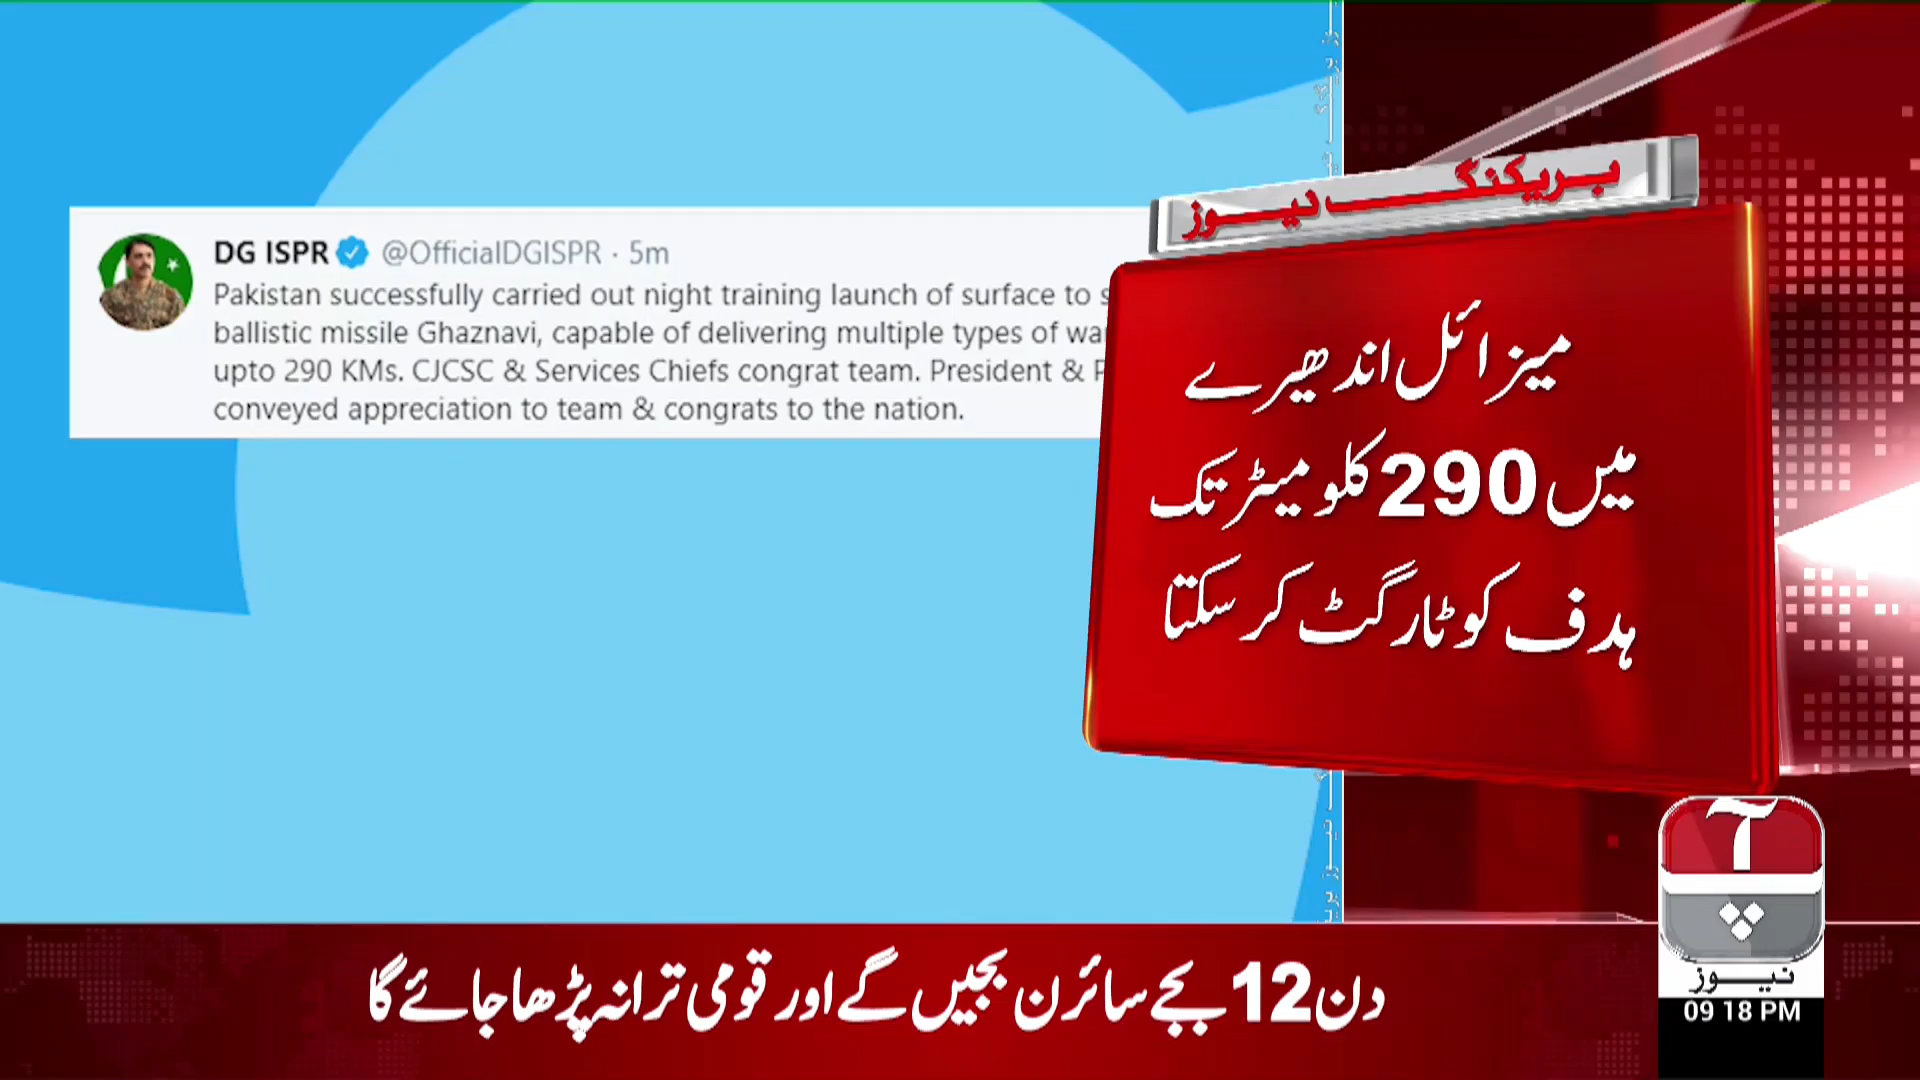 DG ISPR @OfficialDGISPR · 5m
Pakistan successfully carried out night training launch of surface to s
ballistic missile Ghaznavi, capable of delivering multiple types of wa
upto 290 KMs. CJCSC & Services Chiefs congrat team. President & P
conveyed appreciation to team & congrats to the nation.
بریکنگ نیوز
میزائل اندھیرے
میں 290 کلومیٹر تک
ہدف کو ٹارگٹ کر سکتا
آپ
نیوز
09 18 PM
دن 12 بجے سائرن بجیں گے اور قومی ترانہ پڑھا جائے گا